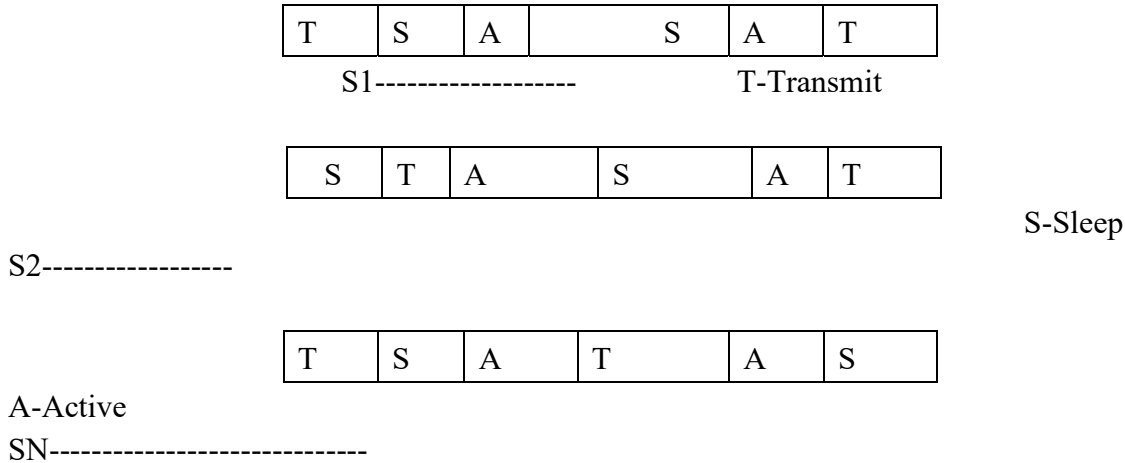 T S A S A T
S1------------------- T-Transmit
S T A S A T
S-Sleep
S2------------------
T S A T A S
A-Active
SN------------------------------